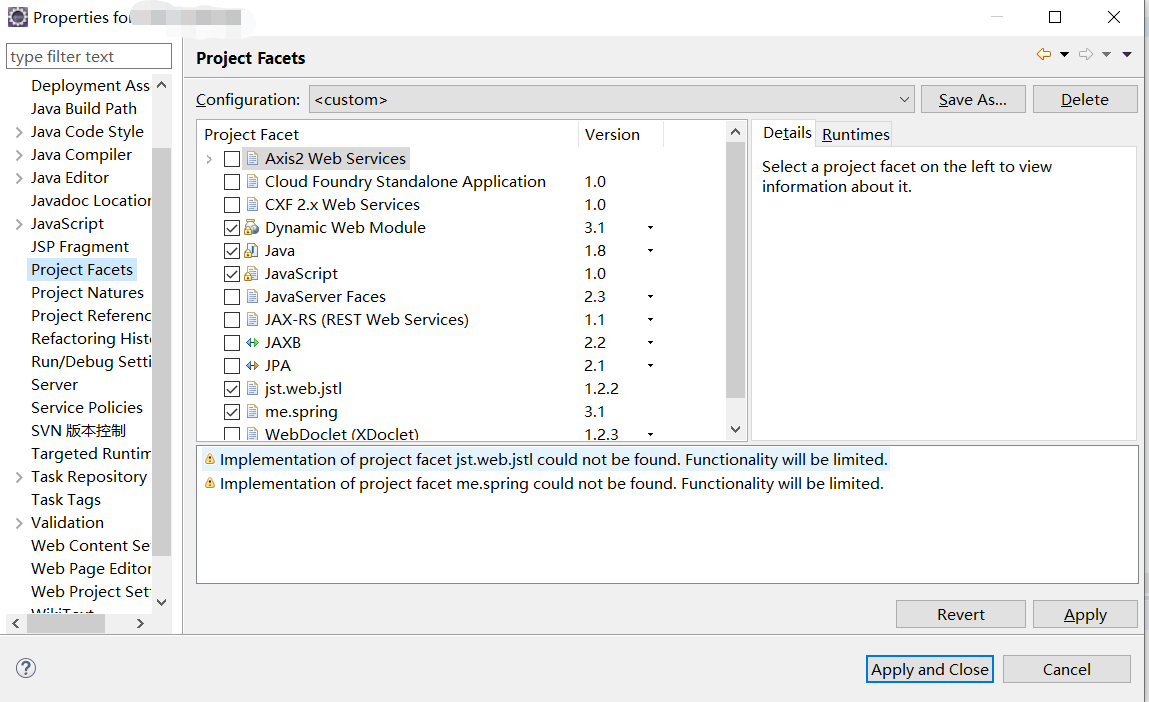 Properties for
type filter text
Deployment Ass
Java Build Path
Java Code Style
Java Compiler
Java Editor
Javadoc Location
JavaScript
JSP Fragment
Project Facets
Project Natures
Project Referenc
Refactoring Histo
Run/Debug Setti
Server
Service Policies
SVN 版本控制
Targeted Runtim
Task Repository
Task Tags
Validation
Web Content Se
Web Page Editor
Web Project Sett
WikiText
Project Facets
Configuration: <custom> Save As... Delete
Project Facet Version
Axis2 Web Services
Cloud Foundry Standalone Application 1.0
CXF 2.x Web Services 1.0
Dynamic Web Module 3.1
Java 1.8
JavaScript 1.0
JavaServer Faces 2.3
JAX-RS (REST Web Services) 1.1
JAXB 2.2
JPA 2.1
jst.web.jstl 1.2.2
me.spring 3.1
WebDoclet (XDoclet) 1.2.3
Details Runtimes
Select a project facet on the left to view
information about it.
Implementation of project facet jst.web.jstl could not be found. Functionality will be limited.
Implementation of project facet me.spring could not be found. Functionality will be limited.
Revert Apply
? Apply and Close Cancel